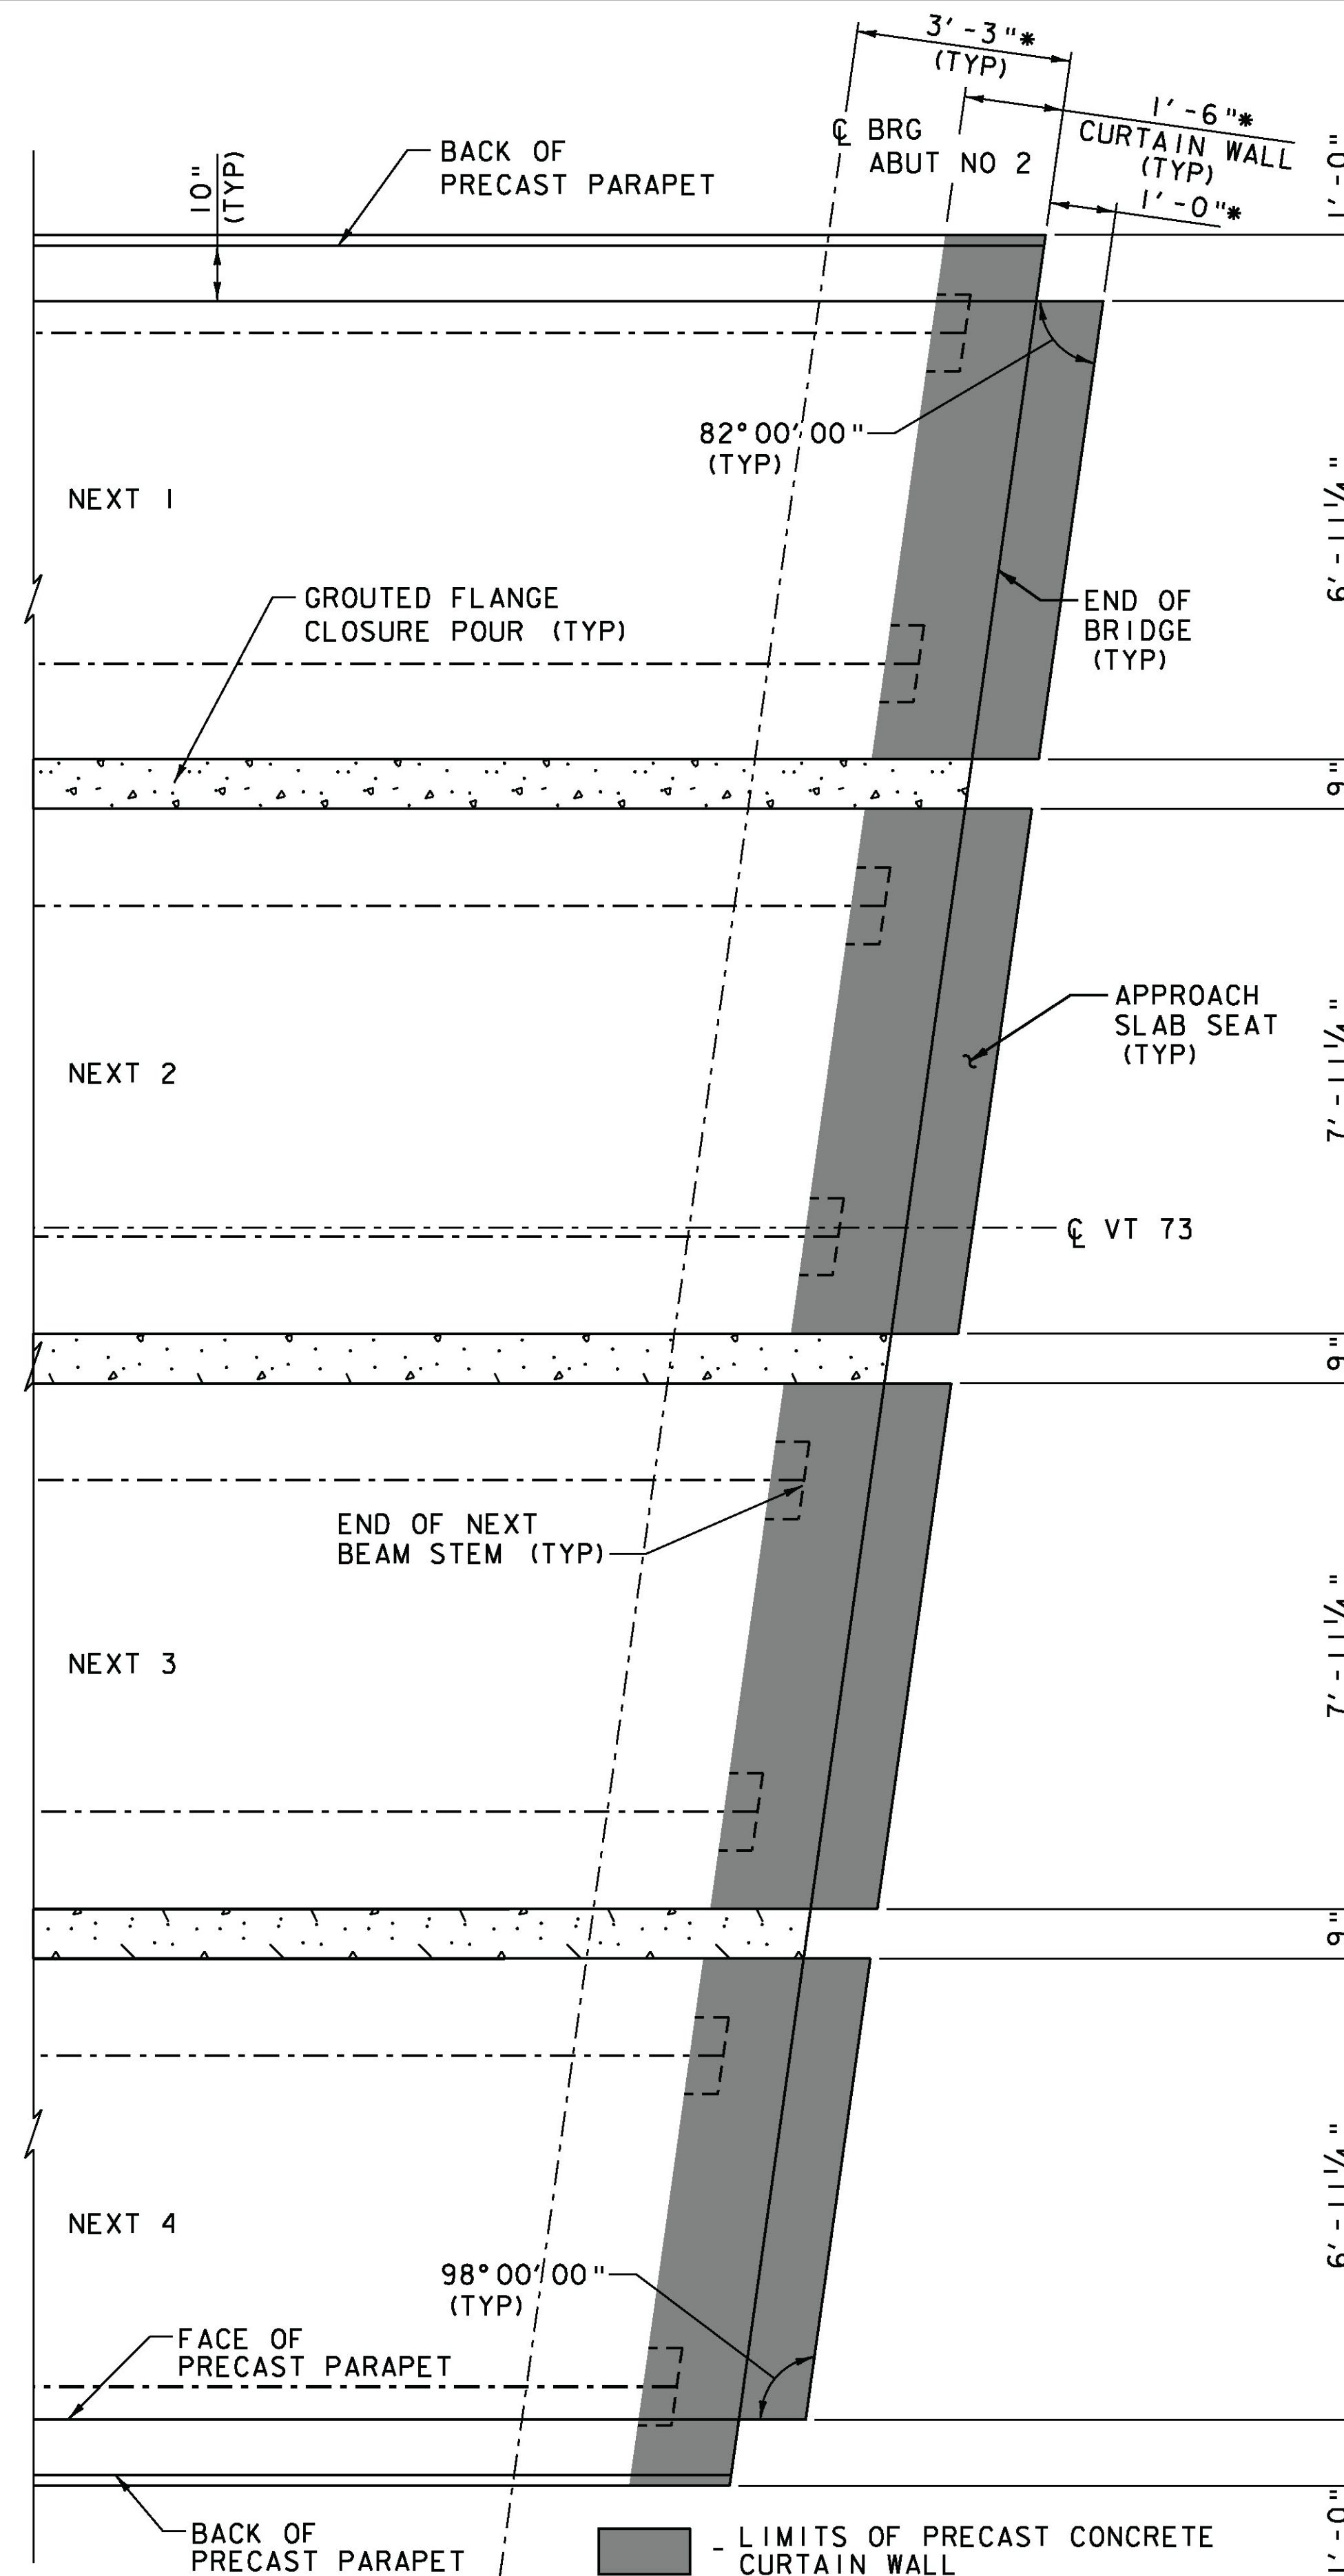 3'-3"*
(TYP)
1'-6"*
CURTAIN WALL
(TYP)
1'-0"*
℄ BRG
ABUT NO 2
BACK OF
PRECAST PARAPET
10"
(TYP)
1'-0"
82°00'00"
(TYP)
NEXT 1
6'-11¼"
GROUTED FLANGE
CLOSURE POUR (TYP)
END OF
BRIDGE
(TYP)
9"
APPROACH
SLAB SEAT
(TYP)
NEXT 2
7'-11¼"
℄ VT 73
9"
END OF NEXT
BEAM STEM (TYP)
NEXT 3
7'-11¼"
9"
NEXT 4
6'-11¼"
98°00'00"
(TYP)
FACE OF
PRECAST PARAPET
BACK OF
PRECAST PARAPET
1'-0"
- LIMITS OF PRECAST CONCRETE
CURTAIN WALL